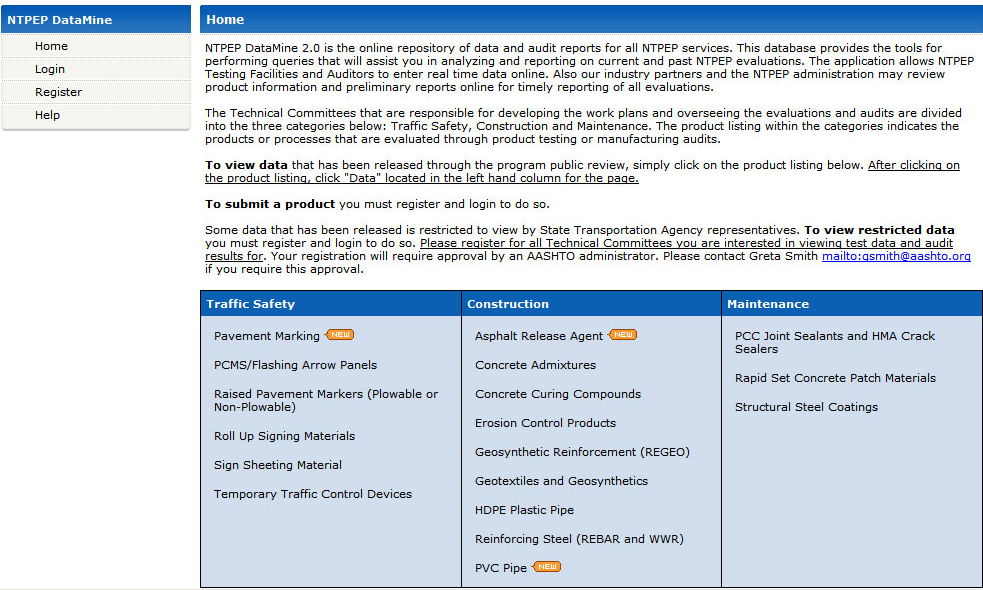 NTPEP DataMine
Home
Login
Register
Help
Home
NTPEP DataMine 2.0 is the online repository of data and audit reports for all NTPEP services. This database provides the tools for
performing queries that will assist you in analyzing and reporting on current and past NTPEP evaluations. The application allows NTPEP
Testing Facilities and Auditors to enter real time data online. Also our industry partners and the NTPEP administration may review
product information and preliminary reports online for timely reporting of all evaluations.
The Technical Committees that are responsible for developing the work plans and overseeing the evaluations and audits are divided
into the three categories below: Traffic Safety, Construction and Maintenance. The product listing within the categories indicates the
products or processes that are evaluated through product testing or manufacturing audits.
To view data that has been released through the program public review, simply click on the product listing below. After clicking on
the product listing, click "Data" located in the left hand column for the page.
To submit a product you must register and login to do so.
Some data that has been released is restricted to view by State Transportation Agency representatives. To view restricted data
you must register and login to do so. Please register for all Technical Committees you are interested in viewing test data and audit
results for. Your registration will require approval by an AASHTO administrator. Please contact Greta Smith mailto:gsmith@aashto.org
if you require this approval.
Traffic Safety
Pavement Marking NEW
PCMS/Flashing Arrow Panels
Raised Pavement Markers (Plowable or
Non-Plowable)
Roll Up Signing Materials
Sign Sheeting Material
Temporary Traffic Control Devices
Construction
Asphalt Release Agent NEW
Concrete Admixtures
Concrete Curing Compounds
Erosion Control Products
Geosynthetic Reinforcement (REGEO)
Geotextiles and Geosynthetics
HDPE Plastic Pipe
Reinforcing Steel (REBAR and WWR)
PVC Pipe NEW
Maintenance
PCC Joint Sealants and HMA Crack
Sealers
Rapid Set Concrete Patch Materials
Structural Steel Coatings